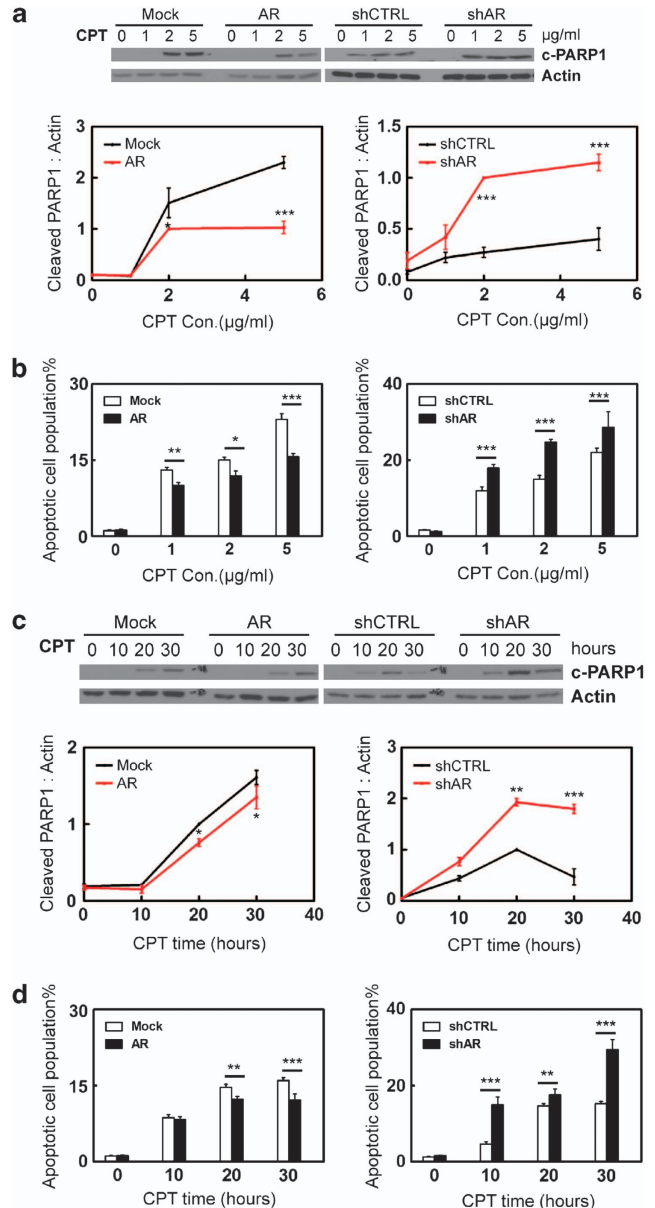 a
Mock AR shCTRL shAR
CPT 0 1 2 5 0 1 2 5 0 1 2 5 0 1 2 5 µg/ml
c-PARP1
Actin
Cleaved PARP1 : Actin
3
2
1
0
Mock
AR
*
***
0 2 4 6
CPT Con.(µg/ml)
Cleaved PARP1 : Actin
1.5
1.0
0.5
0.0
shCTRL
shAR
***
***
0 2 4 6
CPT Con.(µg/ml)
b
Apoptotic cell population%
30
15
0
Mock
AR
** * ***
0 1 2 5
CPT Con.(µg/ml)
Apoptotic cell population%
40
20
0
shCTRL
shAR
*** *** ***
0 1 2 5
CPT Con.(µg/ml)
c
Mock AR shCTRL shAR
CPT 0 10 20 30 0 10 20 30 0 10 20 30 0 10 20 30 hours
c-PARP1
Actin
Cleaved PARP1 : Actin
2
1
0
Mock
AR
* *
0 10 20 30 40
CPT time (hours)
Cleaved PARP1 : Actin
3
2
1
0
shCTRL
shAR
** ***
0 10 20 30 40
CPT time (hours)
d
Apoptotic cell population%
30
15
0
Mock
AR
** ***
0 10 20 30
CPT time (hours)
Apoptotic cell population%
40
20
0
shCTRL
shAR
*** ** ***
0 10 20 30
CPT time (hours)